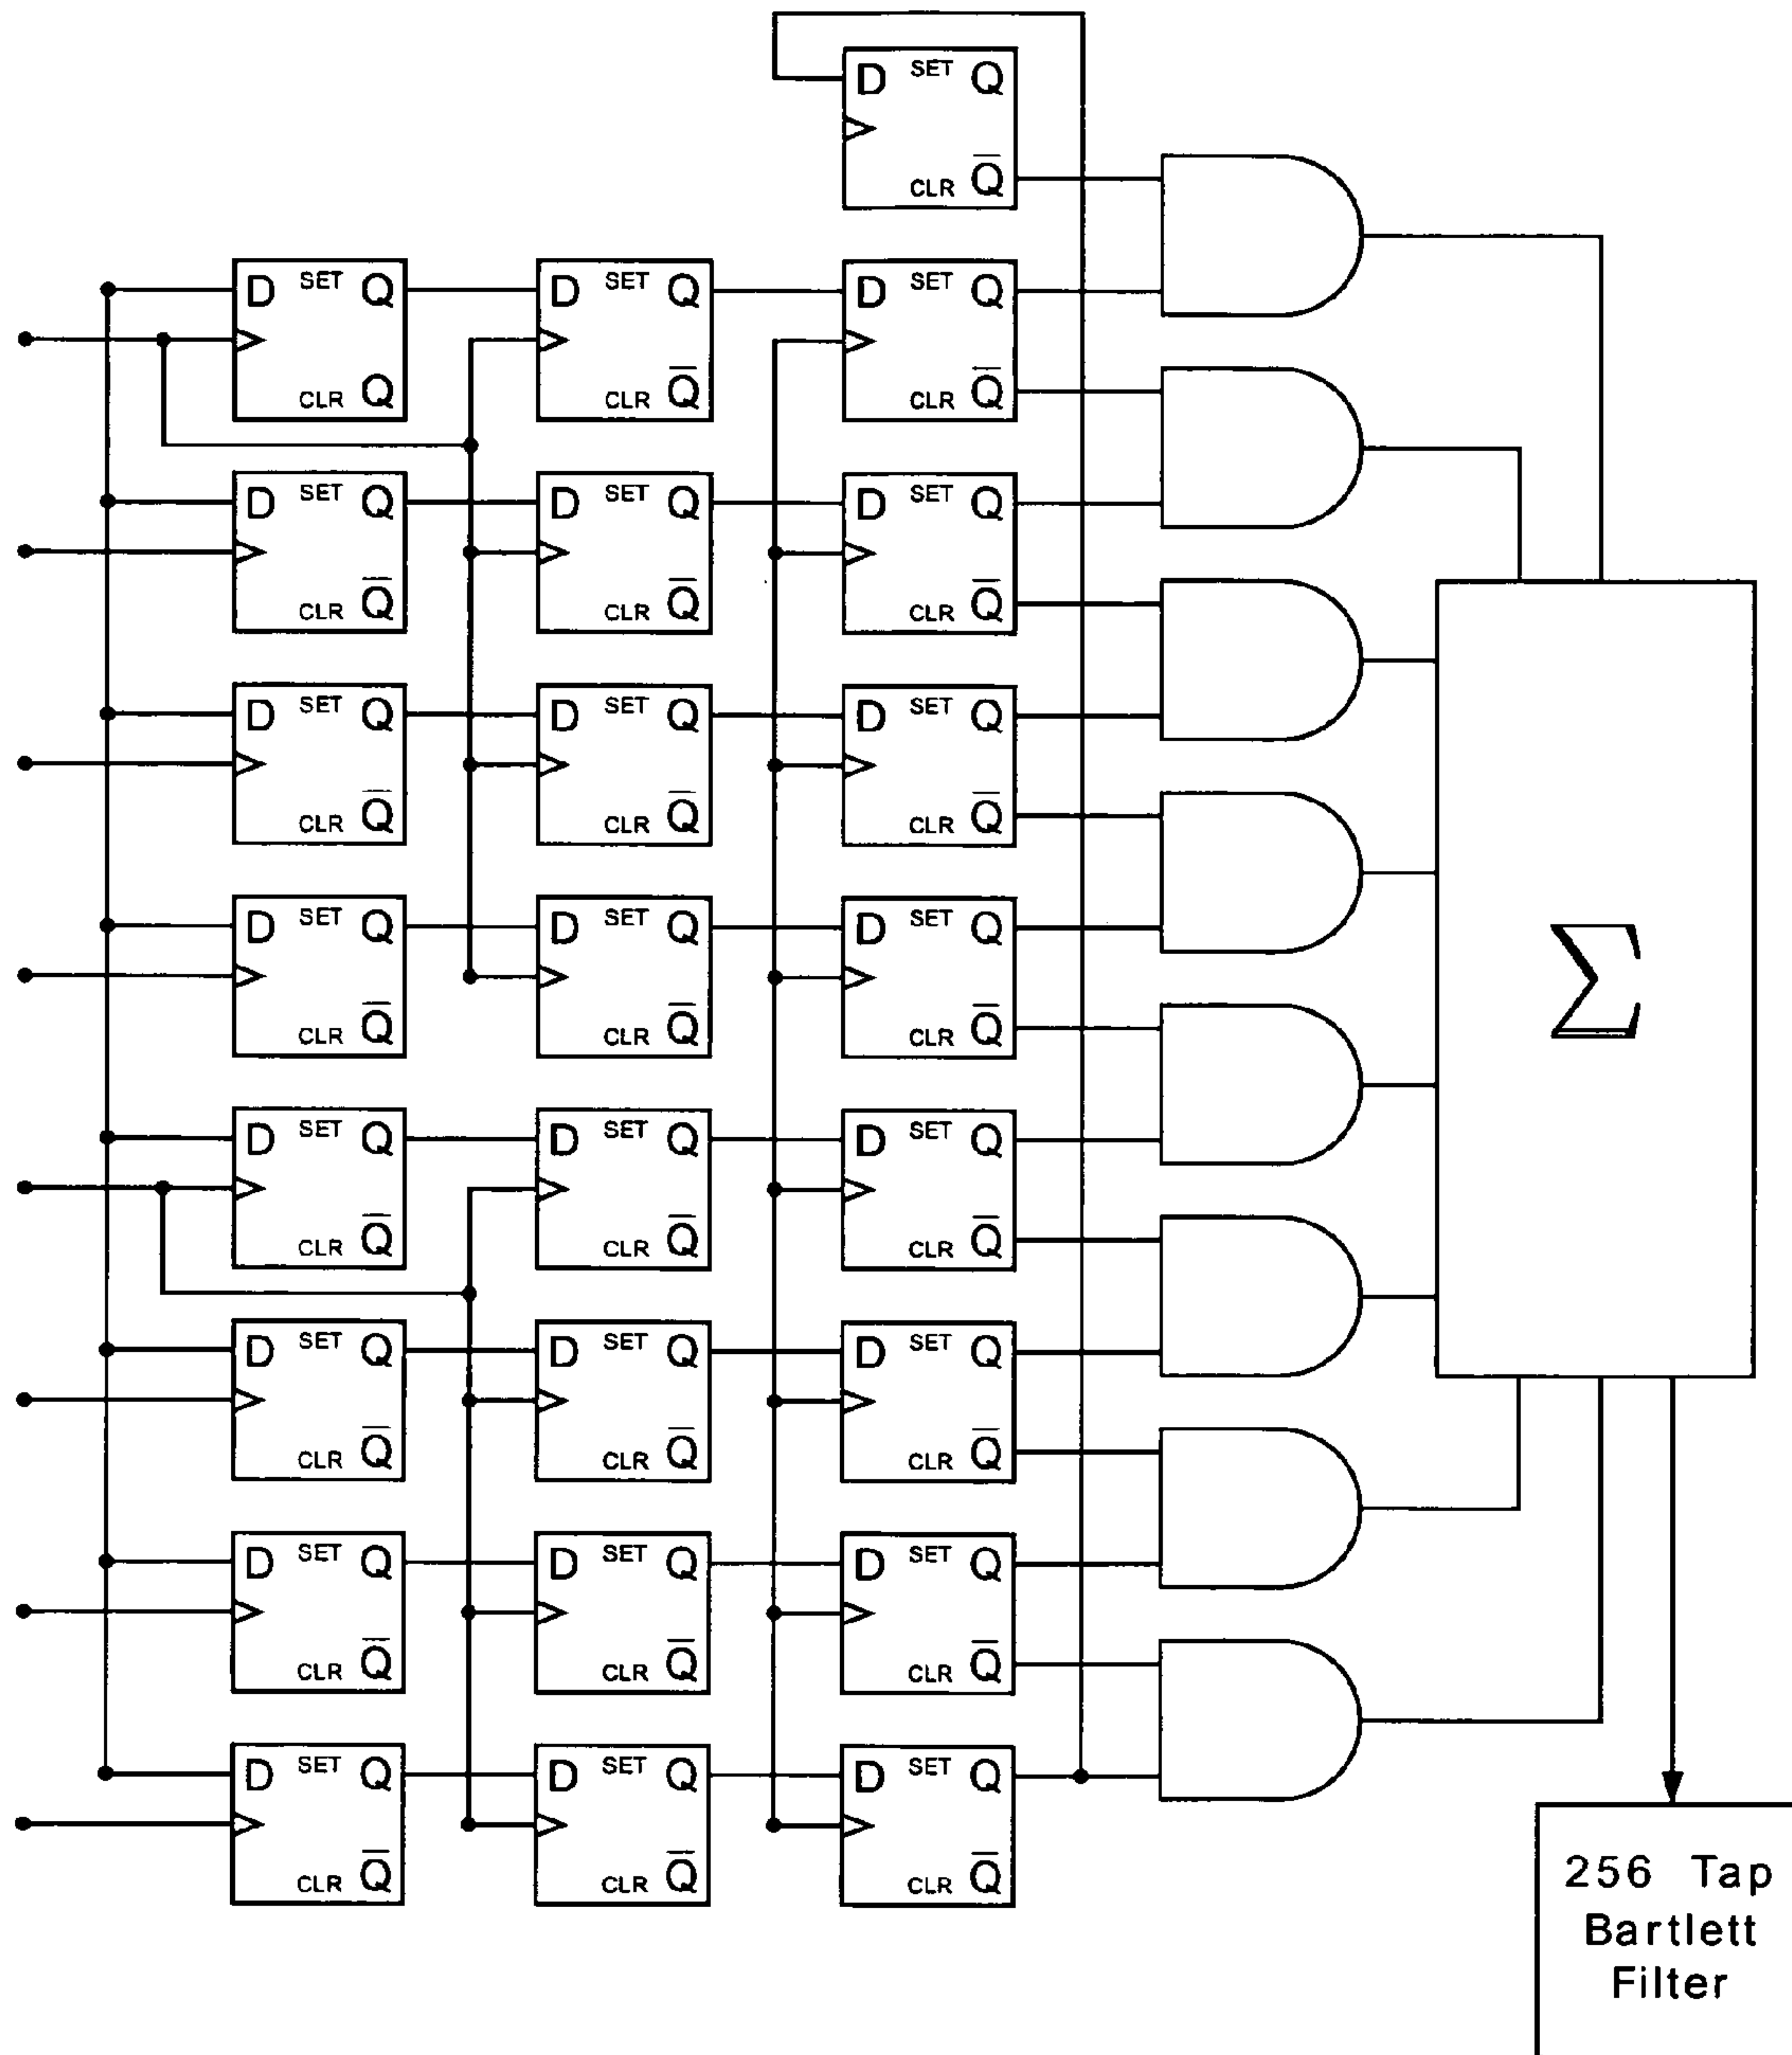 D SET Q
CLR Q̅
D SET Q D SET Q D SET Q
CLR Q CLR Q̅ CLR Q̅
D SET Q D SET Q D SET Q
CLR Q̅ CLR Q̅ CLR Q̅
D SET Q D SET Q D SET Q
CLR Q̅ CLR Q̅ CLR Q̅
D SET Q D SET Q D SET Q
Σ
CLR Q̅ CLR Q̅ CLR Q̅
D SET Q D SET Q D SET Q
CLR Q̅ CLR Q̅ CLR Q̅
D SET Q D SET Q D SET Q
CLR Q̅ CLR Q̅ CLR Q̅
D SET Q D SET Q D SET Q
CLR Q̅ CLR Q̅ CLR Q̅
D SET Q D SET Q D SET Q
CLR Q̅ CLR Q̅ CLR Q̅
256 Tap
Bartlett
Filter